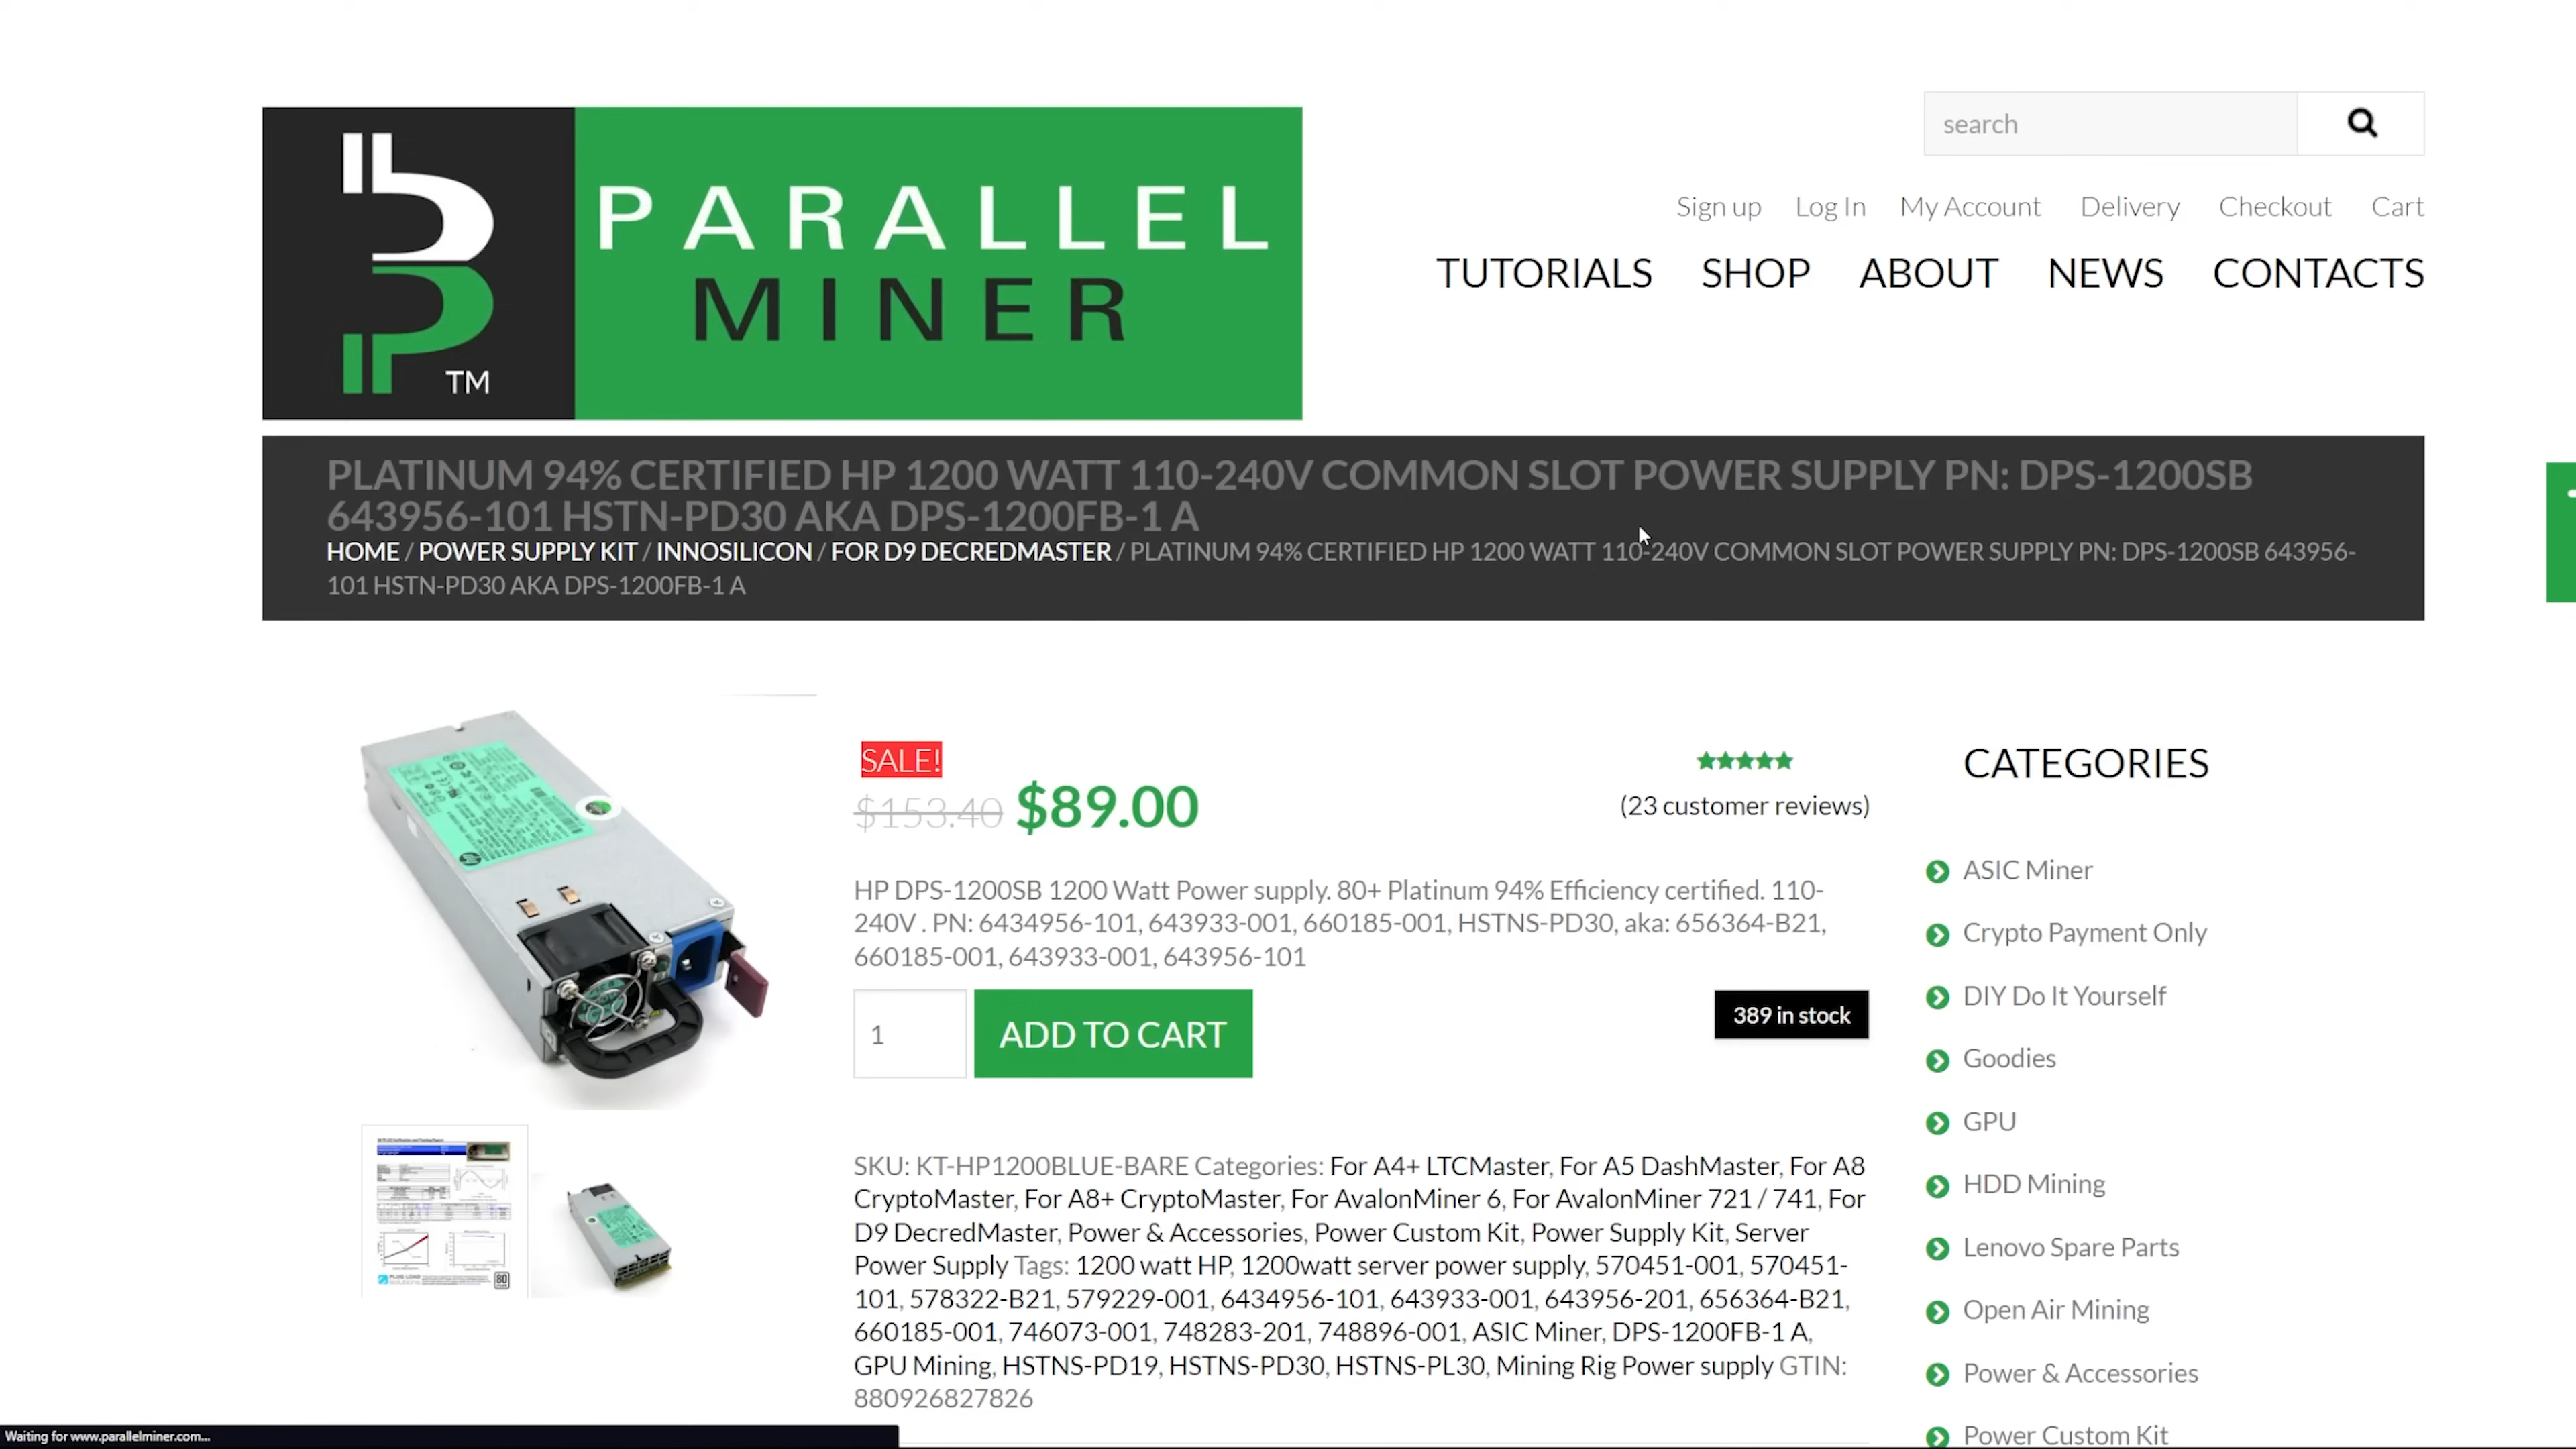 search
Sign up Log In My Account Delivery Checkout Cart
PARALLEL
MINER
TM
TUTORIALS SHOP ABOUT NEWS CONTACTS
PLATINUM 94% CERTIFIED HP 1200 WATT 110-240V COMMON SLOT POWER SUPPLY PN: DPS-1200SB
643956-101 HSTN-PD30 AKA DPS-1200FB-1 A
HOME / POWER SUPPLY KIT / INNOSILICON / FOR D9 DECREDMASTER / PLATINUM 94% CERTIFIED HP 1200 WATT 110-240V COMMON SLOT POWER SUPPLY PN: DPS-1200SB 643956-
101 HSTN-PD30 AKA DPS-1200FB-1 A
SALE!
$153.40 $89.00
(23 customer reviews)
HP DPS-1200SB 1200 Watt Power supply. 80+ Platinum 94% Efficiency certified. 110-
240V . PN: 6434956-101, 643933-001, 660185-001, HSTNS-PD30, aka: 656364-B21,
660185-001, 643933-001, 643956-101
1
ADD TO CART
389 in stock
SKU: KT-HP1200BLUE-BARE Categories: For A4+ LTCMaster, For A5 DashMaster, For A8
CryptoMaster, For A8+ CryptoMaster, For AvalonMiner 6, For AvalonMiner 721 / 741, For
D9 DecredMaster, Power & Accessories, Power Custom Kit, Power Supply Kit, Server
Power Supply Tags: 1200 watt HP, 1200watt server power supply, 570451-001, 570451-
101, 578322-B21, 579229-001, 6434956-101, 643933-001, 643956-201, 656364-B21,
660185-001, 746073-001, 748283-201, 748896-001, ASIC Miner, DPS-1200FB-1 A,
GPU Mining, HSTNS-PD19, HSTNS-PD30, HSTNS-PL30, Mining Rig Power supply GTIN:
880926827826
CATEGORIES
ASIC Miner
Crypto Payment Only
DIY Do It Yourself
Goodies
GPU
HDD Mining
Lenovo Spare Parts
Open Air Mining
Power & Accessories
Power Custom Kit
Waiting for www.parallelminer.com...